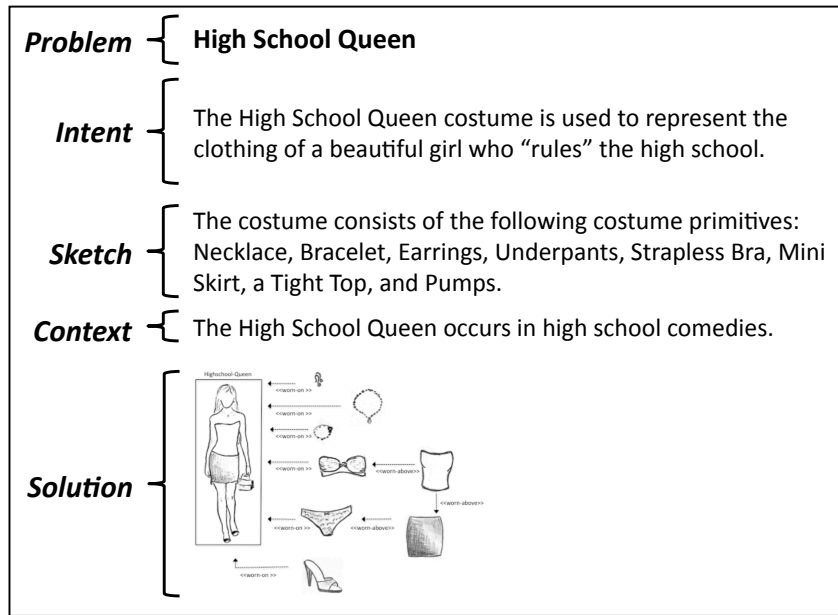 Problem
High School Queen
Intent
The High School Queen costume is used to represent the
clothing of a beautiful girl who “rules” the high school.
Sketch
The costume consists of the following costume primitives:
Necklace, Bracelet, Earrings, Underpants, Strapless Bra, Mini
Skirt, a Tight Top, and Pumps.
Context
The High School Queen occurs in high school comedies.
Solution
Highschool-Queen
<<worn-on >>
<<worn-on >>
<<worn-on >>
<<worn-on >>
<<worn-above>>
<<worn-above>>
<<worn-on >>
<<worn-above>>
<<worn-on >>